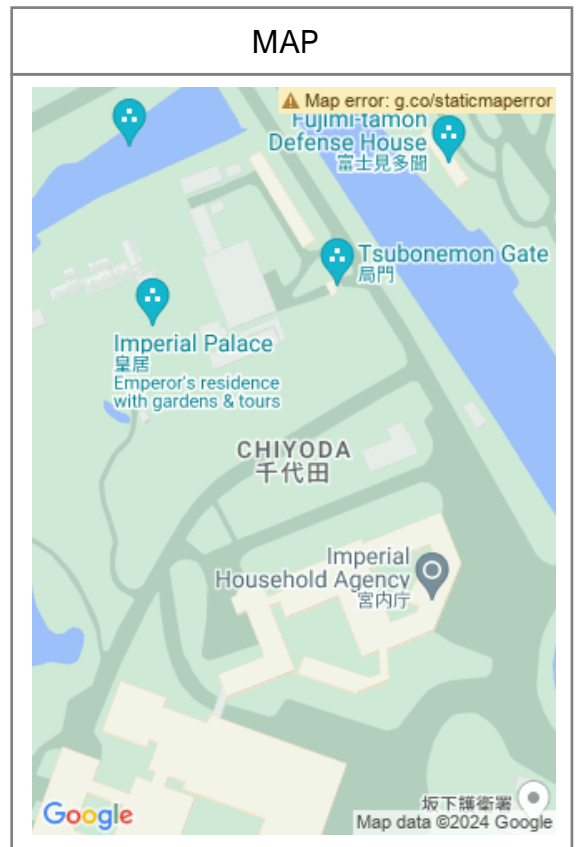 MAP
Map error: g.co/staticmaperror
Fujimi-tamon
Defense House
富士見多聞
Tsubonemon Gate
局門
Imperial Palace
皇居
Emperor's residence
with gardens & tours
CHIYODA
千代田
Imperial
Household Agency
宮内庁
坂下護衛署
Google
Map data ©2024 Google